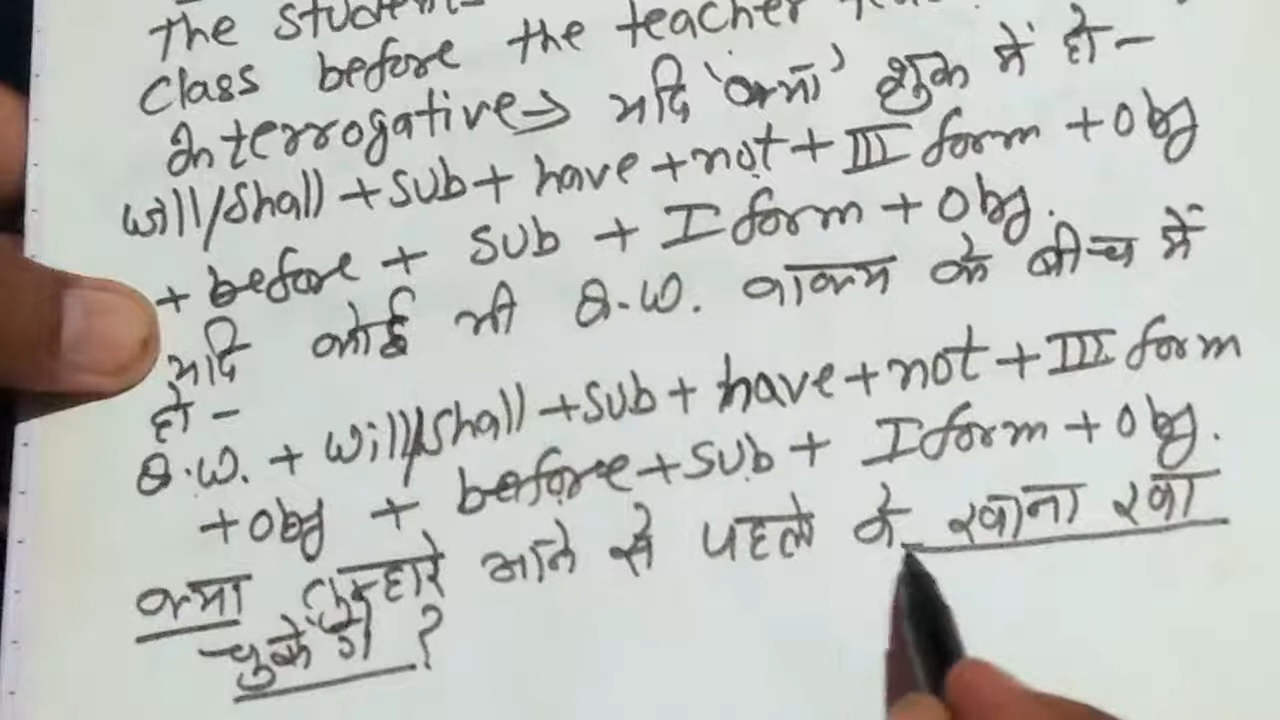 the student
class before the teacher
Interrogative→ यदि 'क्या' शुरू में हो -
will/shall + sub + have + not + III form + obj
+ before + sub + I form + obj.
यदि कोई भी Q.W. वाक्य के बीच में
हो -
Q.W. + will/shall + sub + have + not + III form
+ obj + before + sub + I form + obj.
क्या तुम्हारे आने से पहले वे खाना खा
चुकेंगे ?